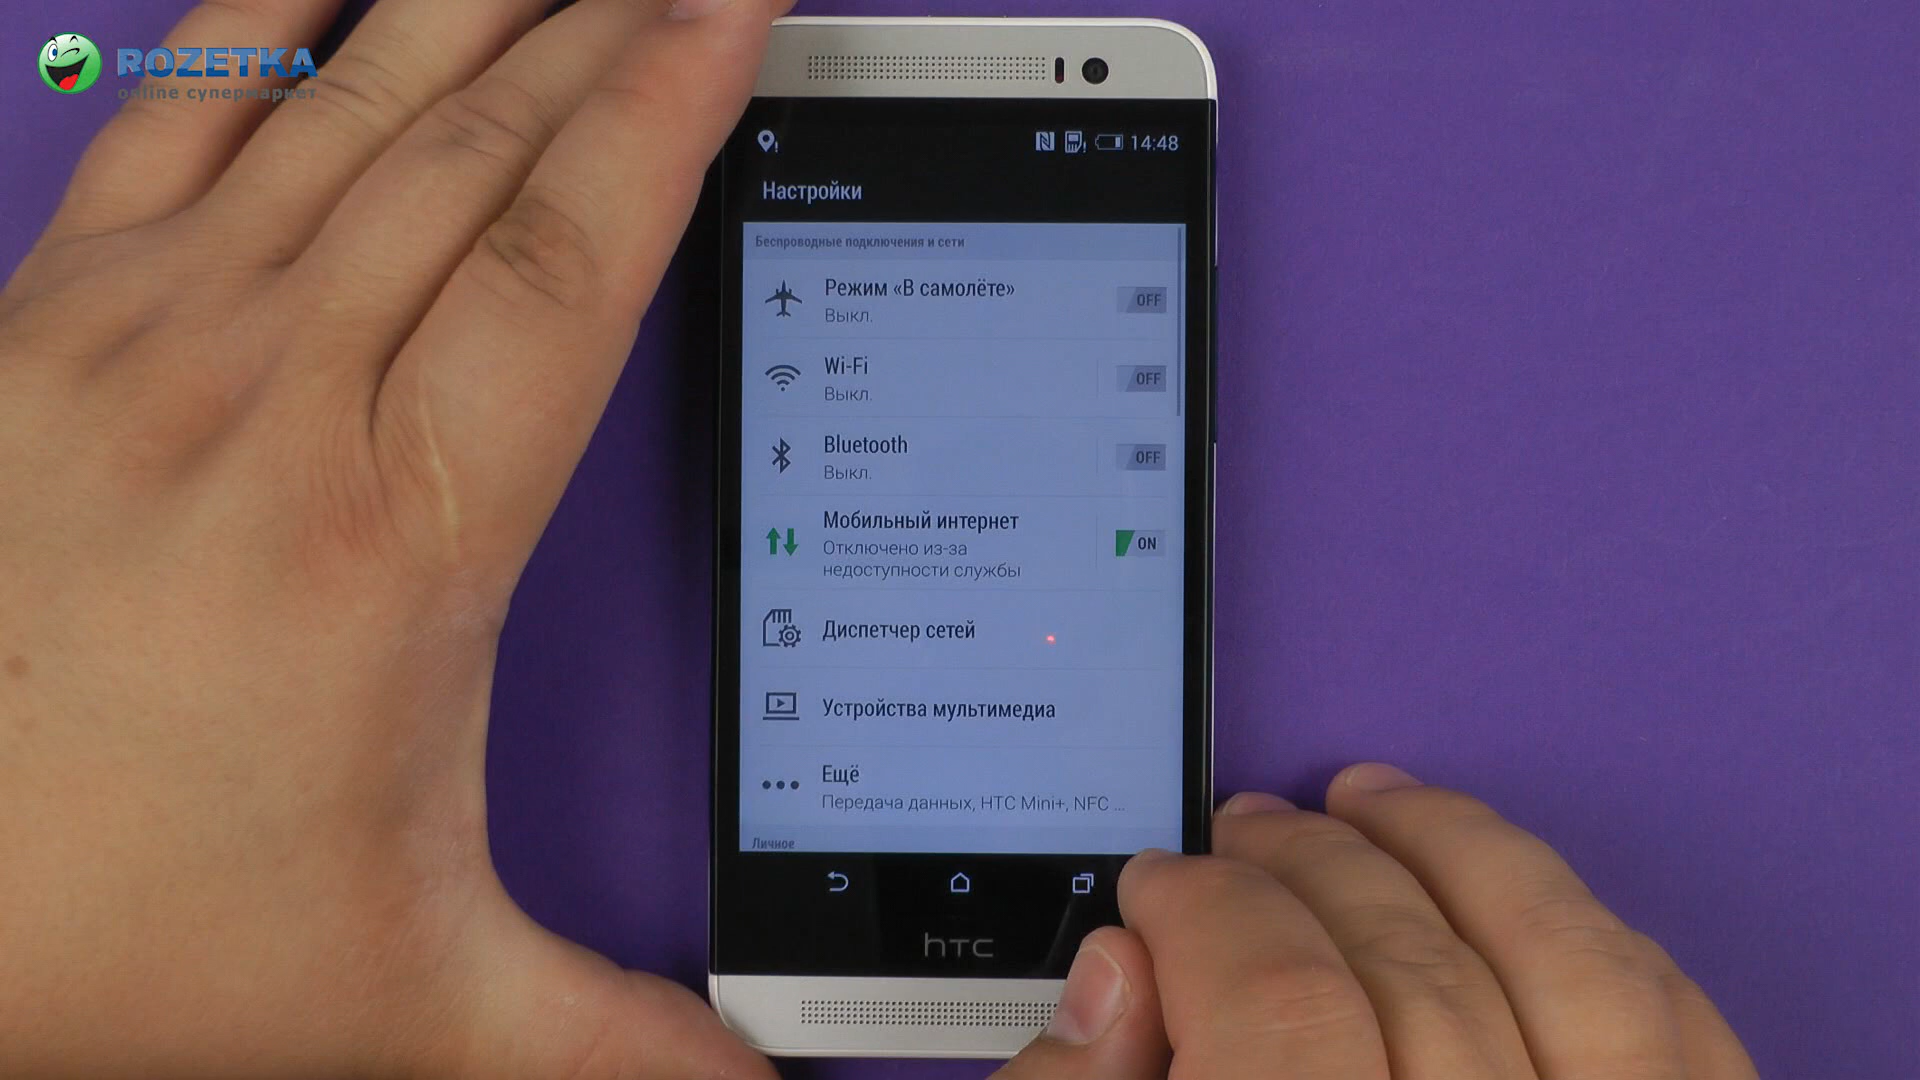 ROZETKA
online супермаркет
14:48
Настройки
Беспроводные подключения и сети
Режим «В самолёте»
OFF
Выкл.
Wi-Fi
OFF
Выкл.
Bluetooth
OFF
Выкл.
Мобильный интернет
ON
Отключено из-за
недоступности службы
Диспетчер сетей
Устройства мультимедиа
Ещё
Передача данных, HTC Mini+, NFC ...
Личное
hTC